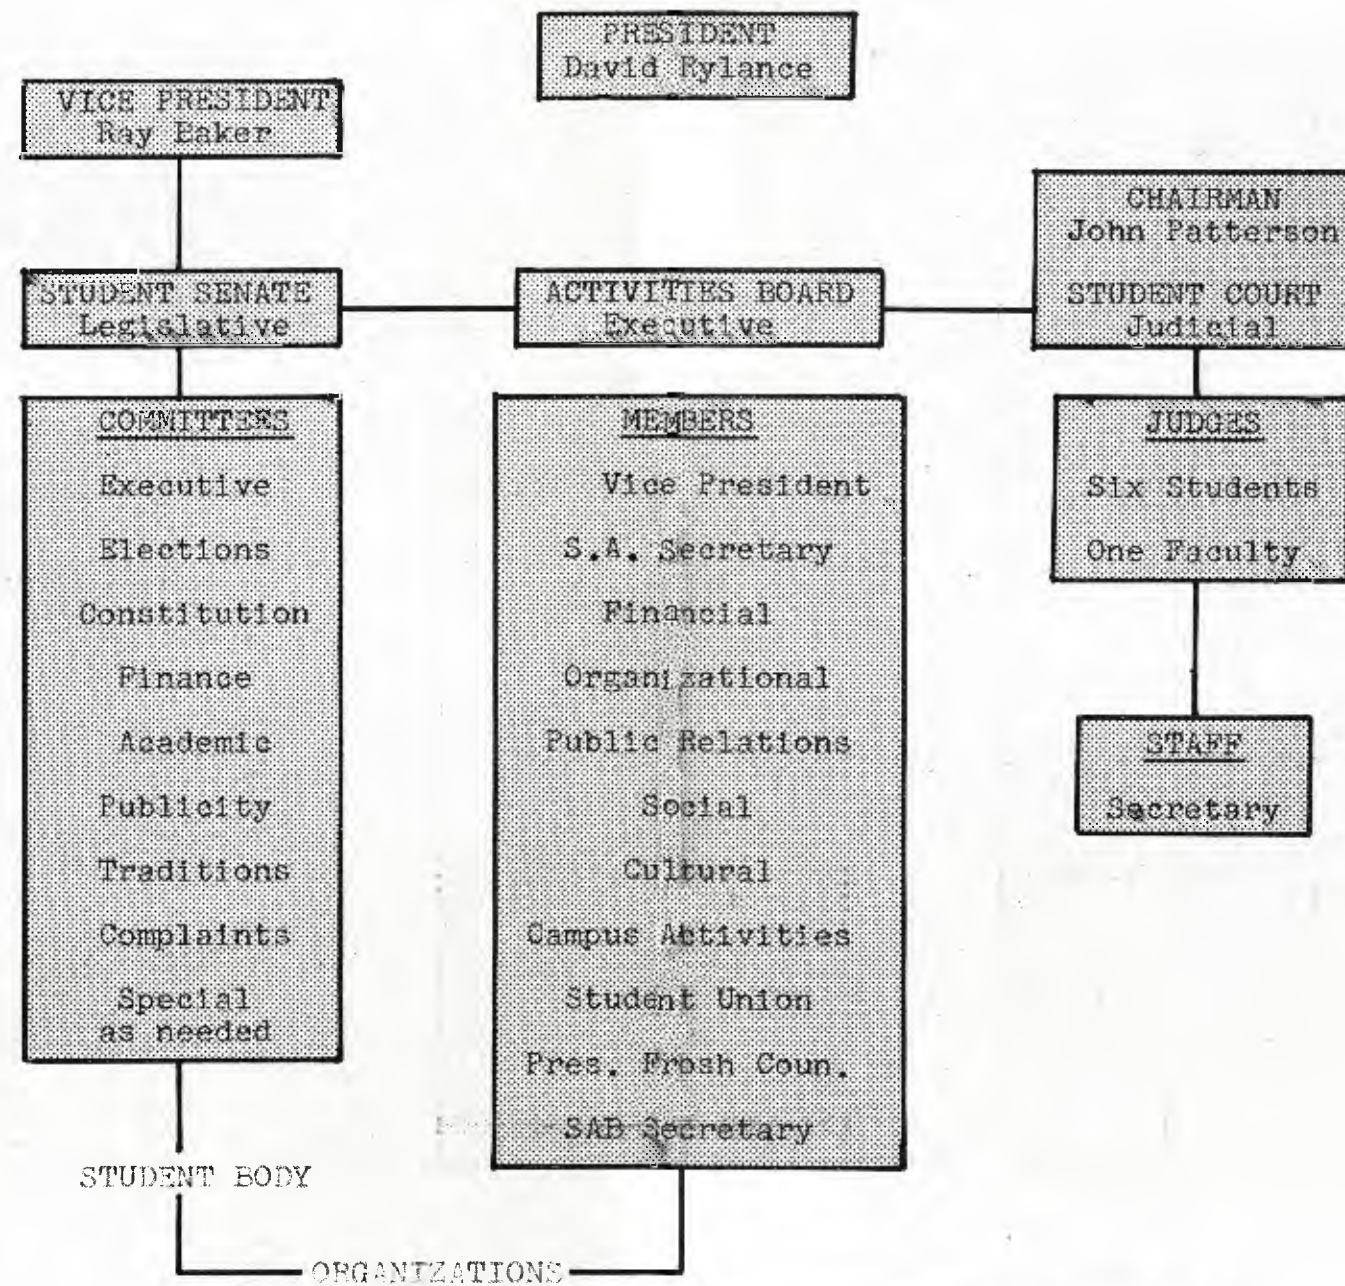 PRESIDENT
David Rylance
VICE PRESIDENT
Ray Baker
CHAIRMAN
John Patterson
STUDENT COURT
Judicial
STUDENT SENATE
Legislative
ACTIVITIES BOARD
Executive
COMMITTEES
Executive
Elections
Constitution
Finance
Academic
Publicity
Traditions
Complaints
Special
as needed
MEMBERS
Vice President
S.A. Secretary
Financial
Organizational
Public Relations
Social
Cultural
Campus Activities
Student Union
Pres. Frosh Coun.
SAB Secretary
JUDGES
Six Students
One Faculty
STAFF
Secretary
STUDENT BODY
ORGANIZATIONS